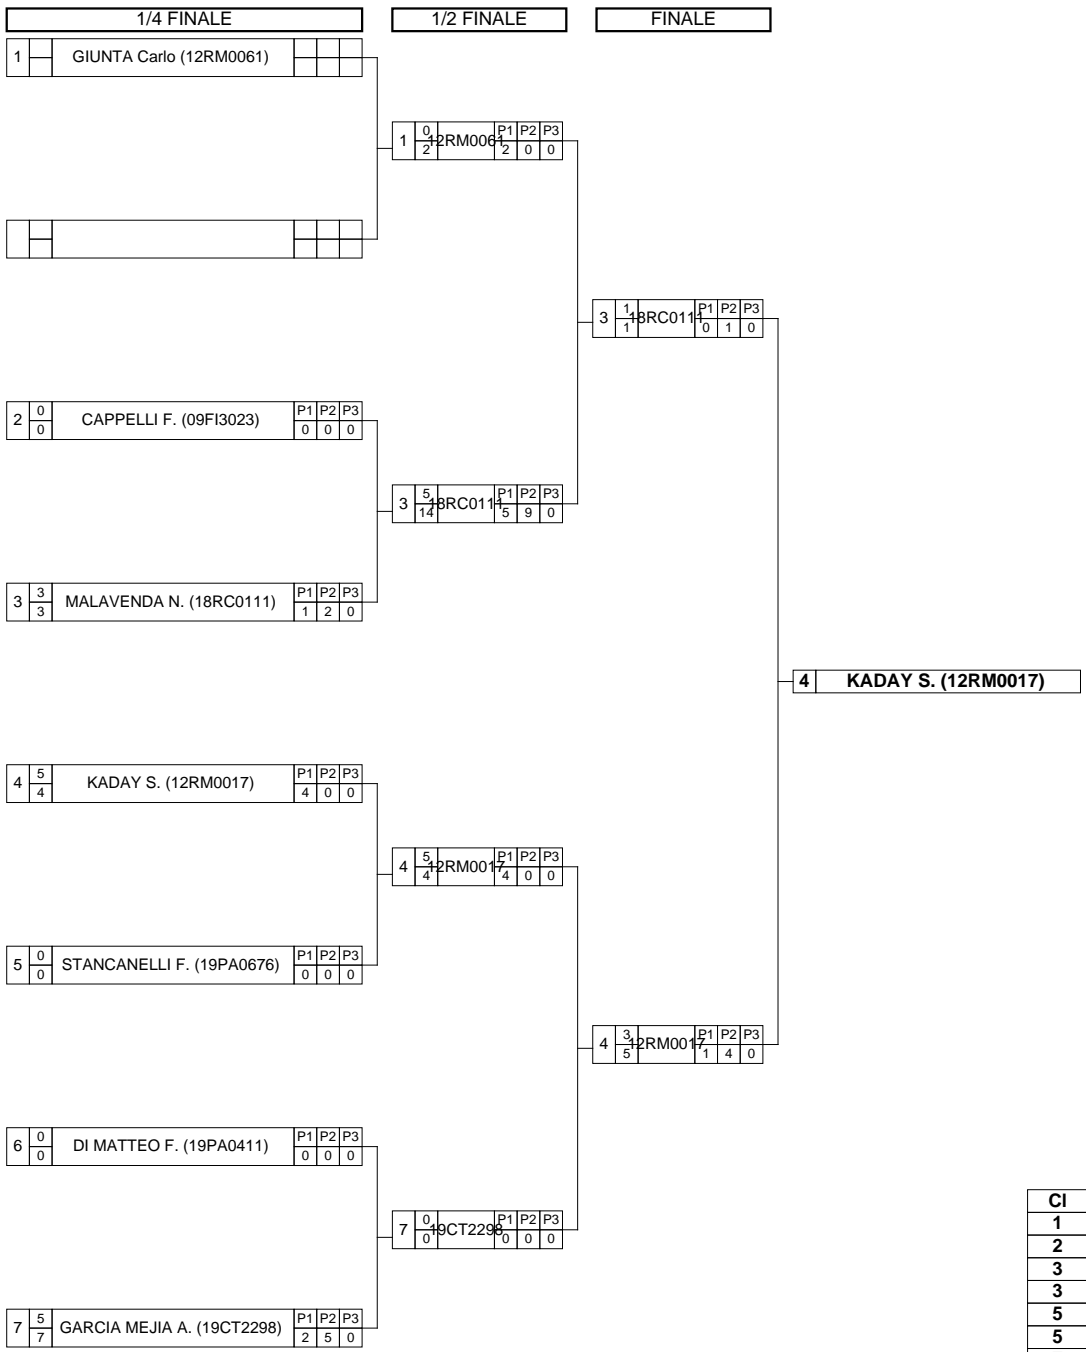 1/4 FINALE 1/2 FINALE FINALE
1 GIUNTA Carlo (12RM0061)
0 P1 P2 P3
1 12RM0061
2 2 0 0
1 P1 P2 P3
3 18RC0111
1 0 1 0
0 P1 P2 P3
2 CAPPELLI F. (09FI3023)
0 0 0 0
5 P1 P2 P3
3 18RC0111
14 5 9 0
3 P1 P2 P3
3 MALAVENDA N. (18RC0111)
3 1 2 0
4 KADAY S. (12RM0017)
5 P1 P2 P3
4 KADAY S. (12RM0017)
4 4 0 0
5 P1 P2 P3
4 12RM0017
4 4 0 0
0 P1 P2 P3
5 STANCANELLI F. (19PA0676)
0 0 0 0
3 P1 P2 P3
4 12RM0017
5 1 4 0
0 P1 P2 P3
6 DI MATTEO F. (19PA0411)
0 0 0 0
0 P1 P2 P3
7 19CT2298
0 0 0 0
5 P1 P2 P3
7 GARCIA MEJIA A. (19CT2298)
7 2 5 0
Cl
1
2
3
3
5
5